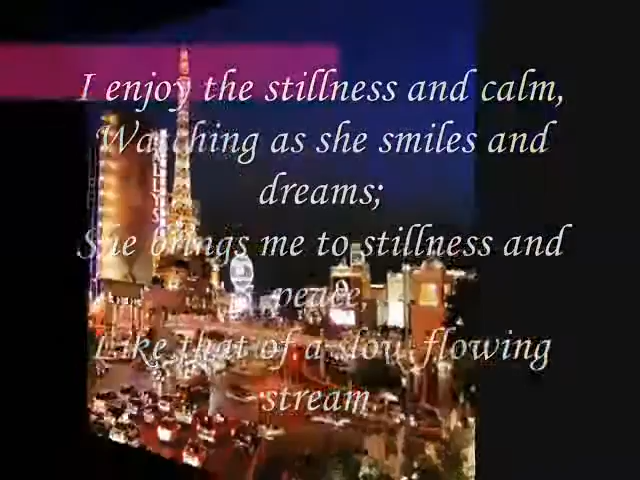 I enjoy the stillness and calm,
Watching as she smiles and
dreams;
She brings me to stillness and
peace
Like that of a slow, flowing
stream.
BALLYS